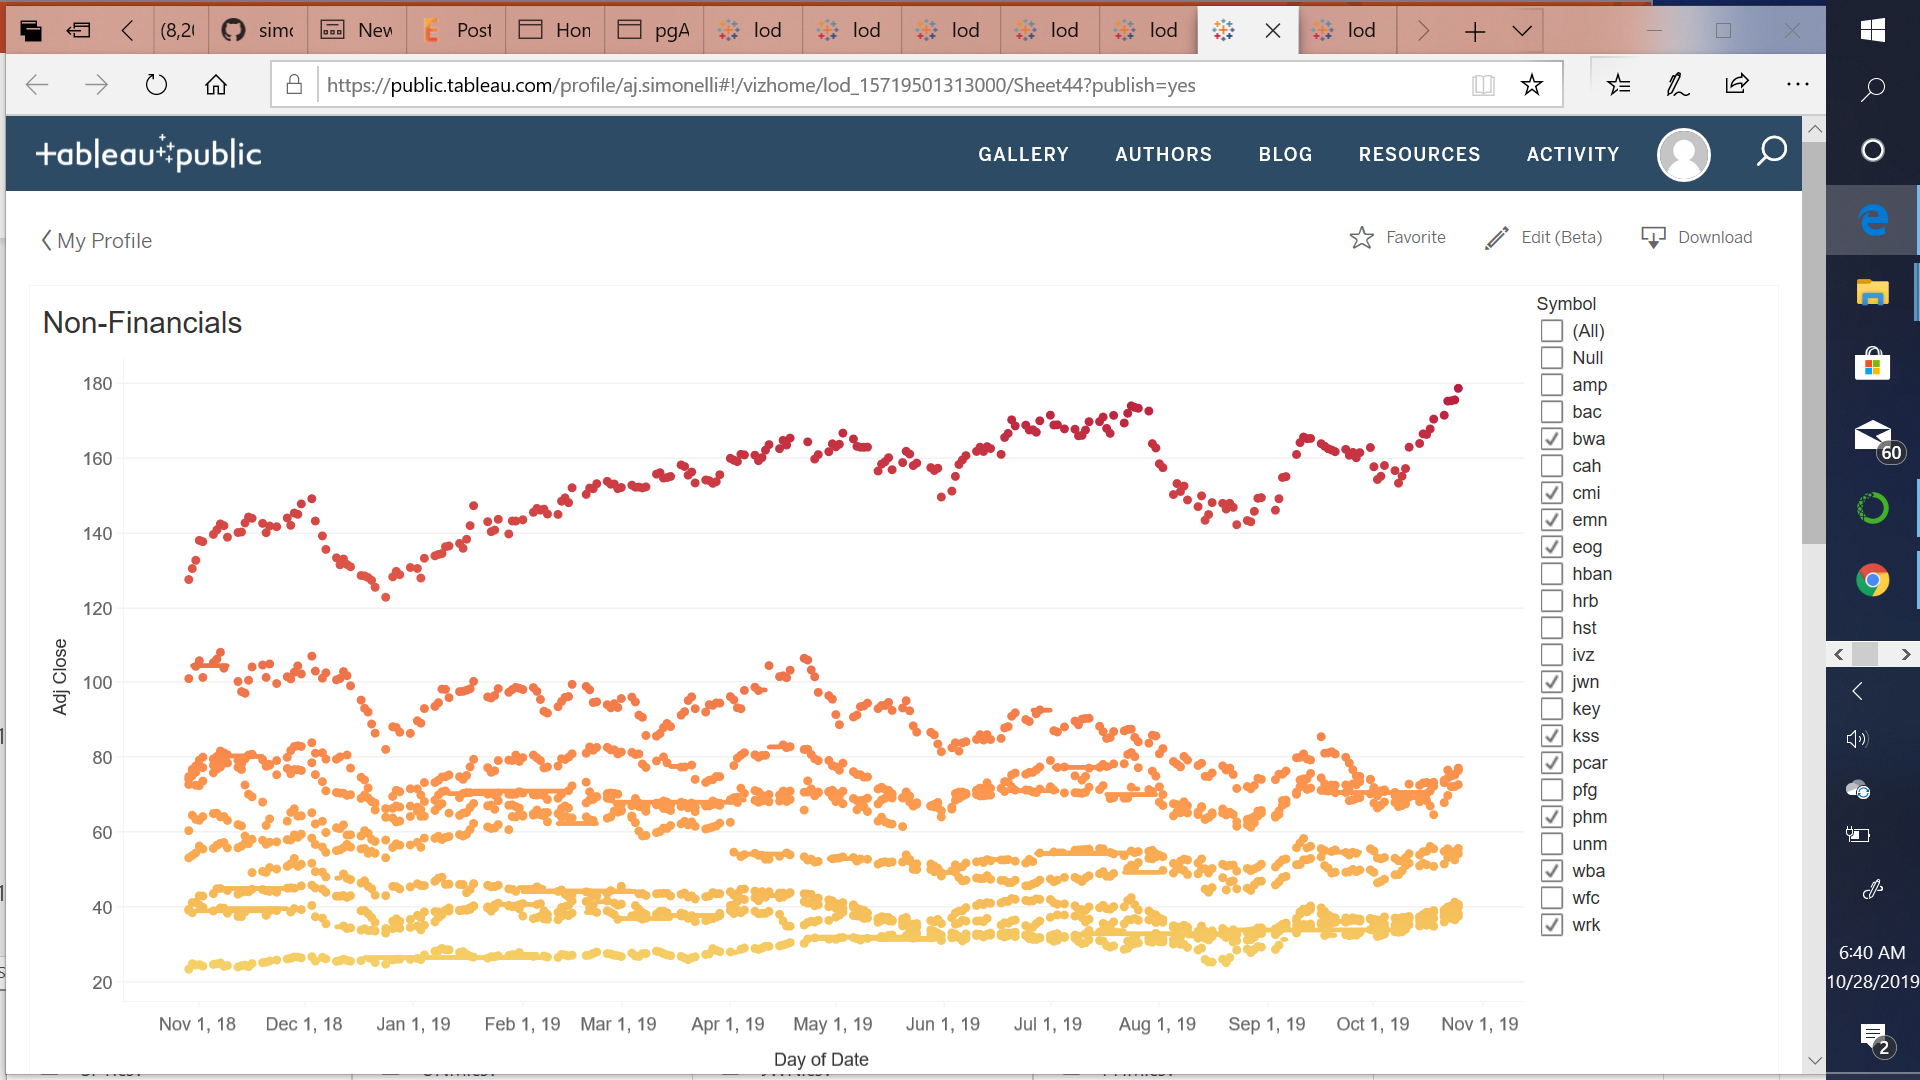 (8,2
simc
Nev
Post
Hon
pgA
lod
lod
lod
lod
lod
lod
https://public.tableau.com/profile/aj.simonelli#!/vizhome/lod_15719501313000/Sheet44?publish=yes
+ableau public
GALLERY
AUTHORS
BLOG
RESOURCES
ACTIVITY
My Profile
Favorite
Edit (Beta)
Download
Non-Financials
Symbol
(All)
Null
amp
bac
bwa
cah
cmi
emn
eog
hban
hrb
hst
ivz
jwn
key
kss
pcar
pfg
phm
unm
wba
wfc
wrk
180
160
140
120
100
80
60
40
20
Adj Close
Nov 1, 18
Dec 1, 18
Jan 1, 19
Feb 1, 19
Mar 1, 19
Apr 1, 19
May 1, 19
Jun 1, 19
Jul 1, 19
Aug 1, 19
Sep 1, 19
Oct 1, 19
Nov 1, 19
Day of Date
60
6:40 AM
10/28/2019
2